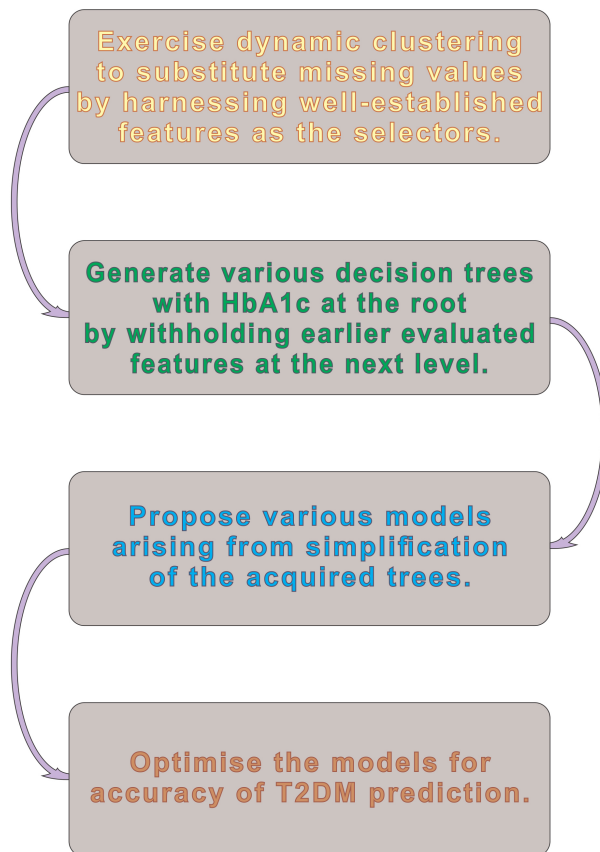 Exercise dynamic clustering
to substitute missing values
by harnessing well-established
features as the selectors.
Generate various decision trees
with HbA1c at the root
by withholding earlier evaluated
features at the next level.
Propose various models
arising from simplification
of the acquired trees.
Optimise the models for
accuracy of T2DM prediction.